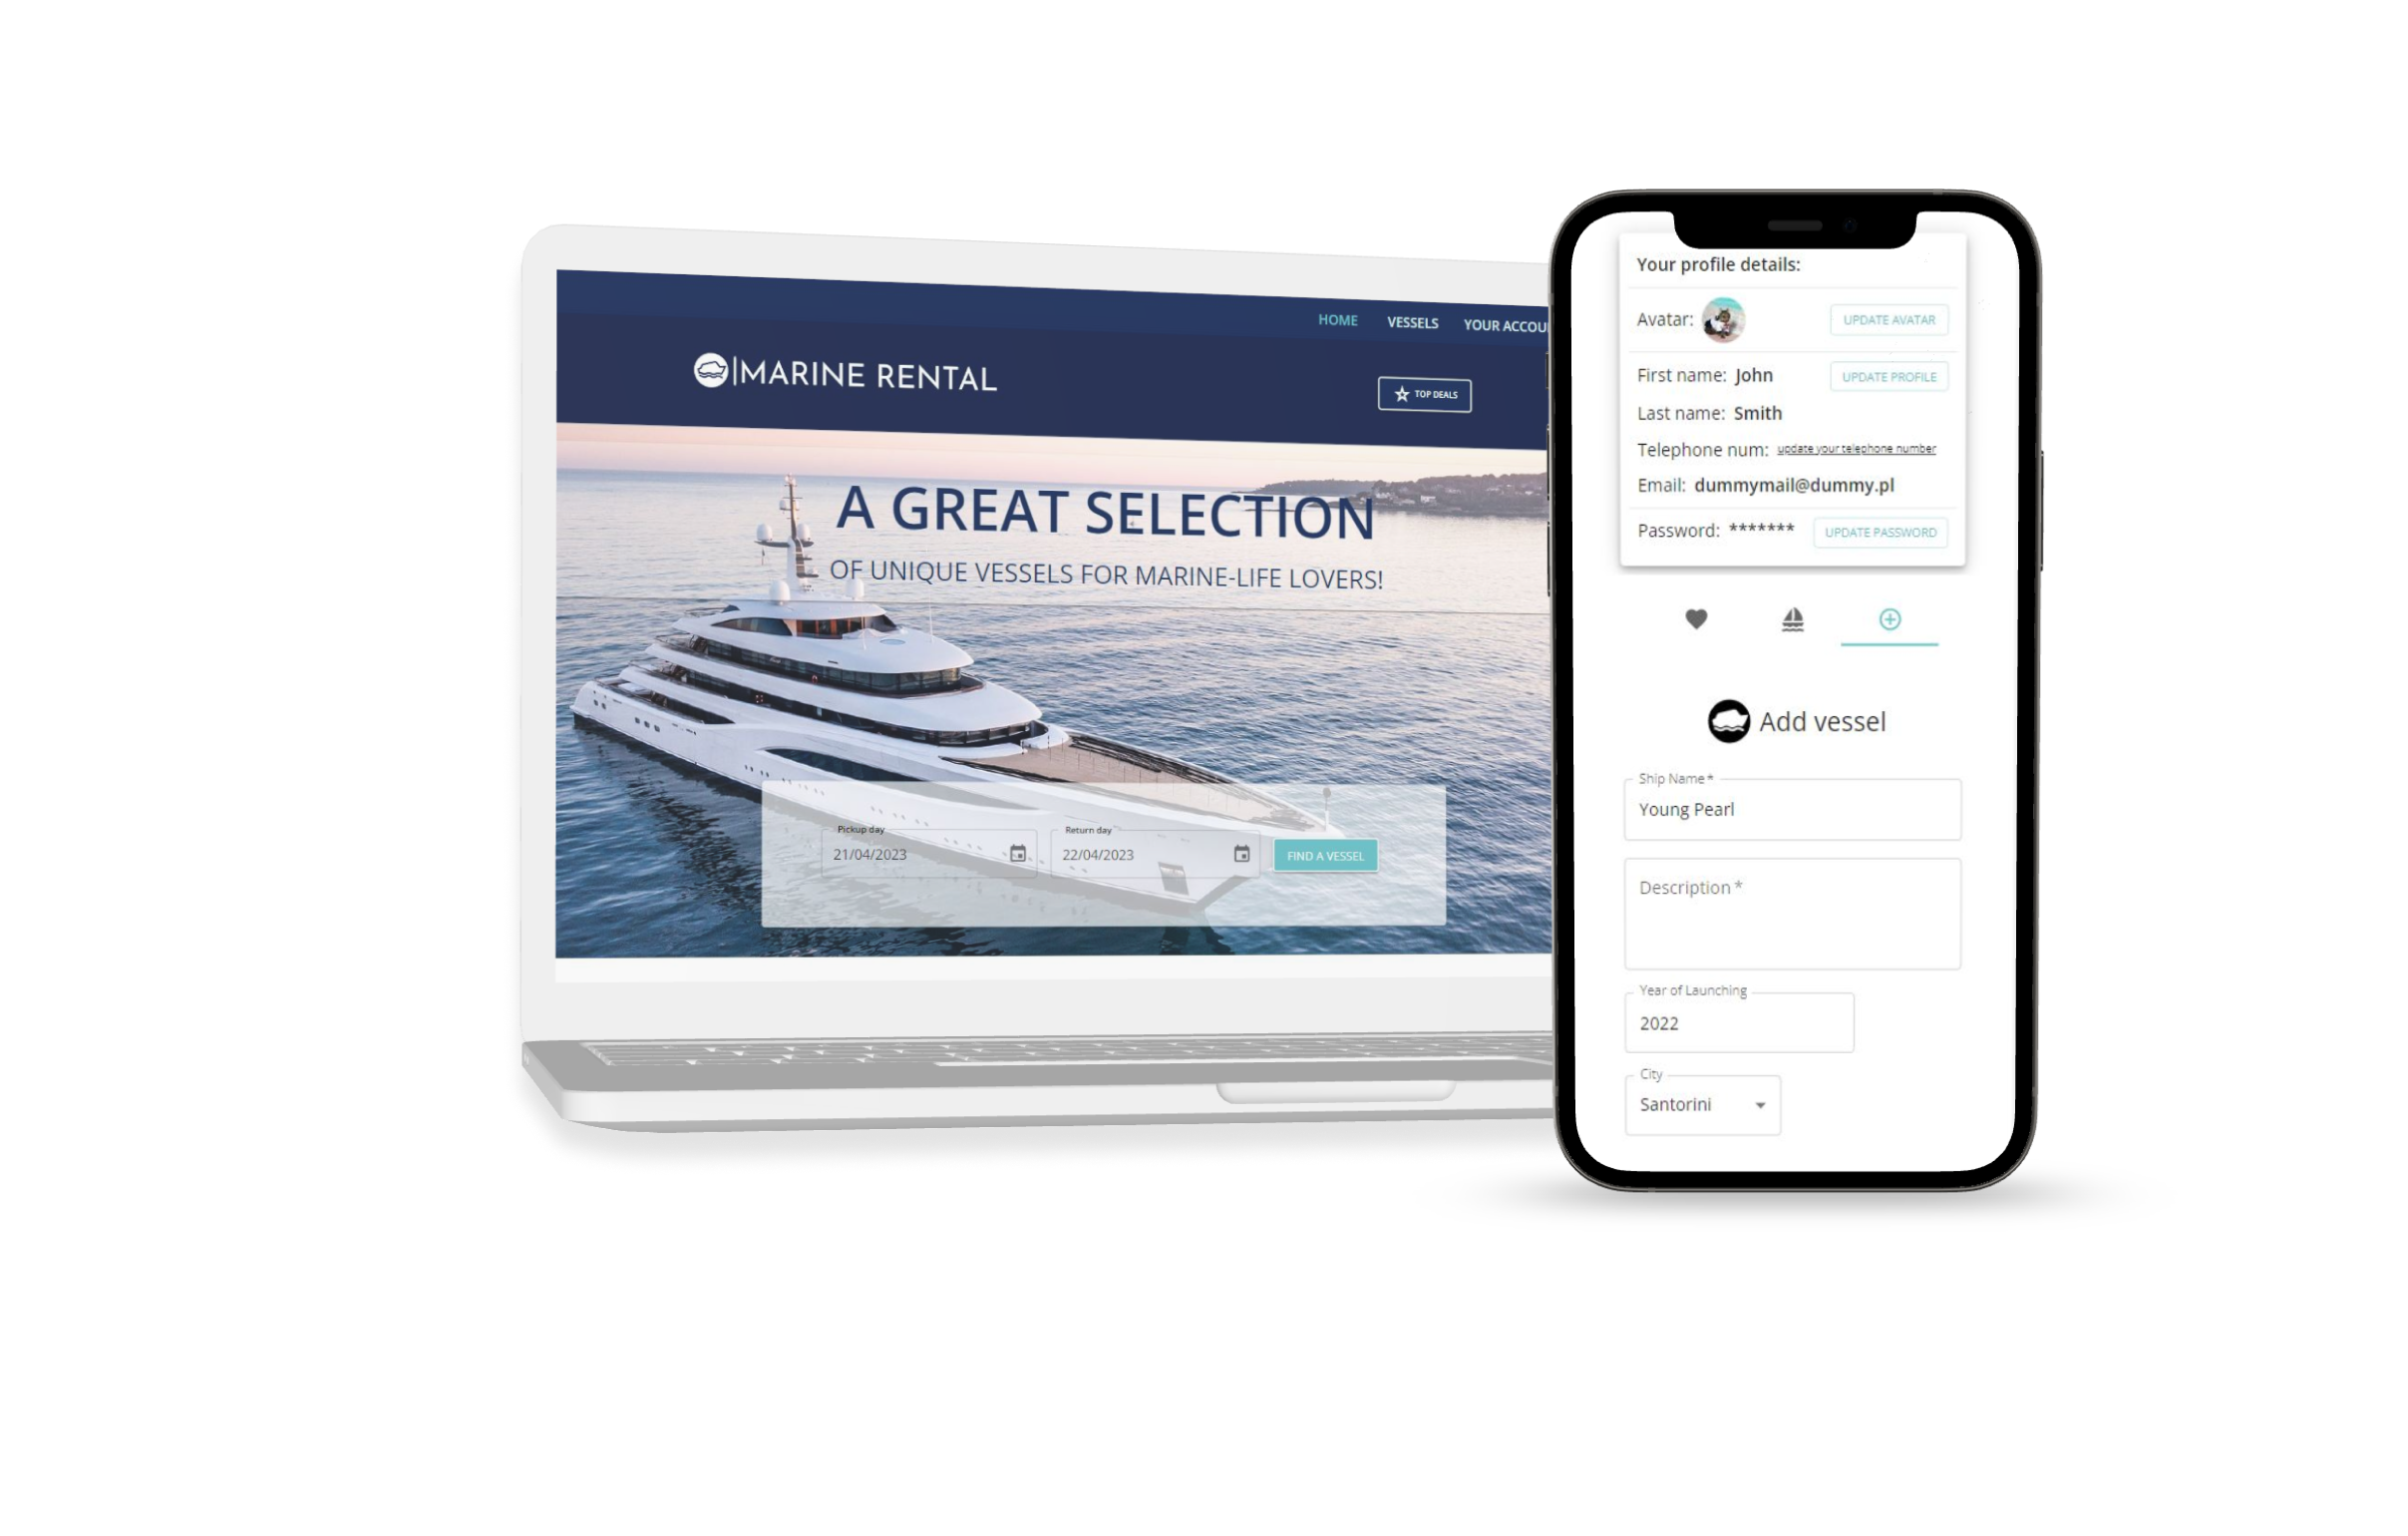 HOME VESSELS YOUR ACCOU
MARINE RENTAL
TOP DEALS
A GREAT SELECTION
OF UNIQUE VESSELS FOR MARINE-LIFE LOVERS!
Pickup day
21/04/2023
Return day
22/04/2023
FIND A VESSEL
Your profile details:
Avatar: UPDATE AVATAR
First name: John UPDATE PROFILE
Last name: Smith
Telephone num: update your telephone number
Email: dummymail@dummy.pl
Password: ******* UPDATE PASSWORD
Add vessel
Ship Name *
Young Pearl
Description *
Year of Launching
2022
City
Santorini